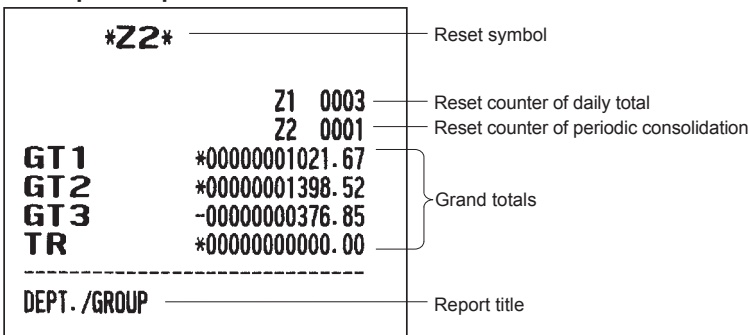 *Z2*
Reset symbol
Z1 0003
Reset counter of daily total
Z2 0001
Reset counter of periodic consolidation
GT1 *00000001021.67
GT2 *00000001398.52
GT3 -00000000376.85
TR *00000000000.00
Grand totals
DEPT./GROUP
Report title